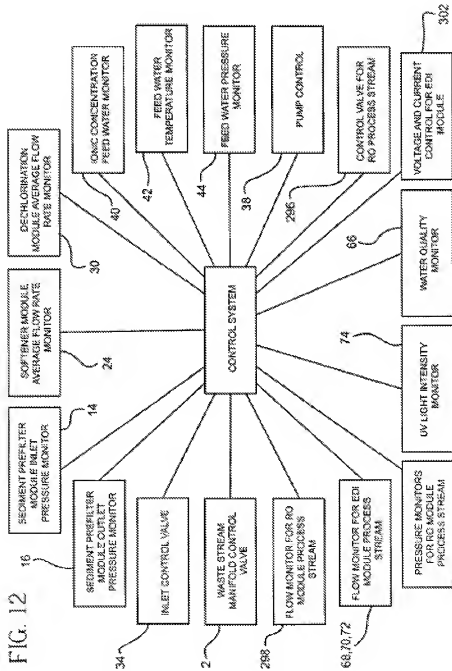 FIG. 12
SEDIMENT PREFILTER
MODULE INLET
PRESSURE MONITOR
14
SOFTENER MODULE
AVERAGE FLOW RATE
MONITOR
24
DECHLORINATION
MODULE AVERAGE FLOW
RATE MONITOR
30
16
SEDIMENT PREFILTER
MODULE OUTLET
PRESSURE MONITOR
IONIC CONCENTRATION
FEED WATER MONITOR
40
INLET CONTROL VALVE
34
FEED WATER
TEMPERATURE MONITOR
42
WASTE STREAM
MANIFOLD CONTROL
VALVE
2
CONTROL SYSTEM
FEED WATER PRESSURE
MONITOR
44
FLOW MONITOR FOR RO
MODULE PROCESS
STREAM
298
PUMP CONTROL
38
FLOW MONITOR FOR EDI
MODULE PROCESS
STREAM
68,70,72
CONTROL VALVE FOR
RO PROCESS STREAM
296
PRESSURE MONITORS
FOR RO MODULE
PROCESS STREAM
74
UV LIGHT INTENSITY
MONITOR
66
WATER QUALITY
MONITOR
302
VOLTAGE AND CURRENT
CONTROL FOR EDI
MODULE